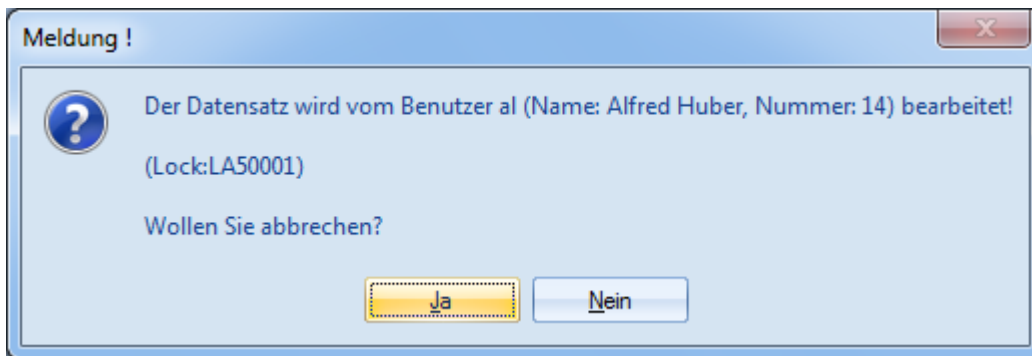 Meldung !
Der Datensatz wird vom Benutzer al (Name: Alfred Huber, Nummer: 14) bearbeitet!
(Lock:LA50001)
Wollen Sie abbrechen?
Ja
Nein